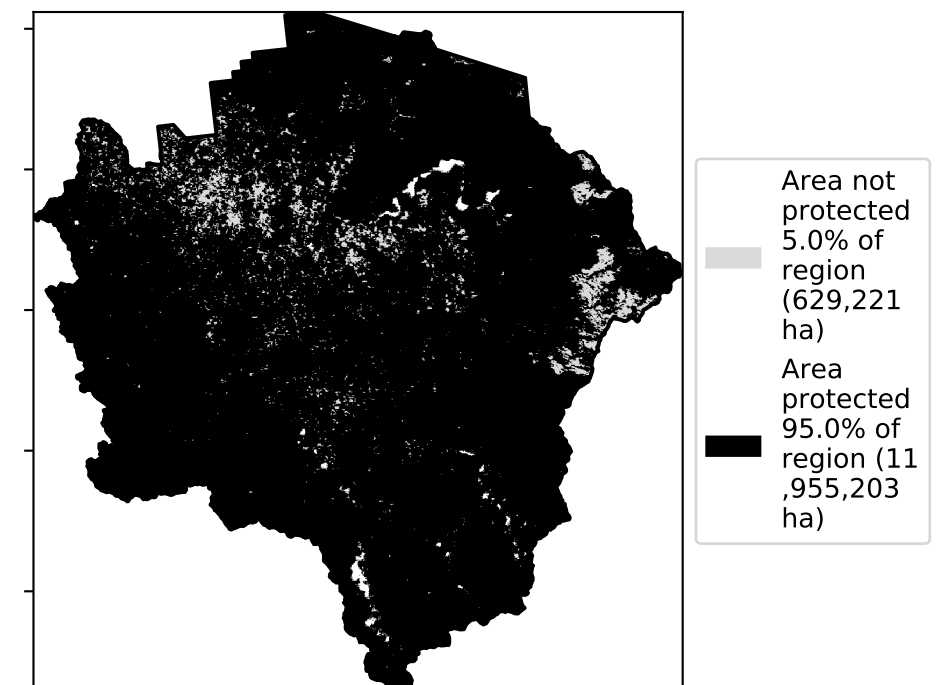 Area not
protected
5.0% of
region
(629,221
ha)
Area
protected
95.0% of
region (11
,955,203
ha)